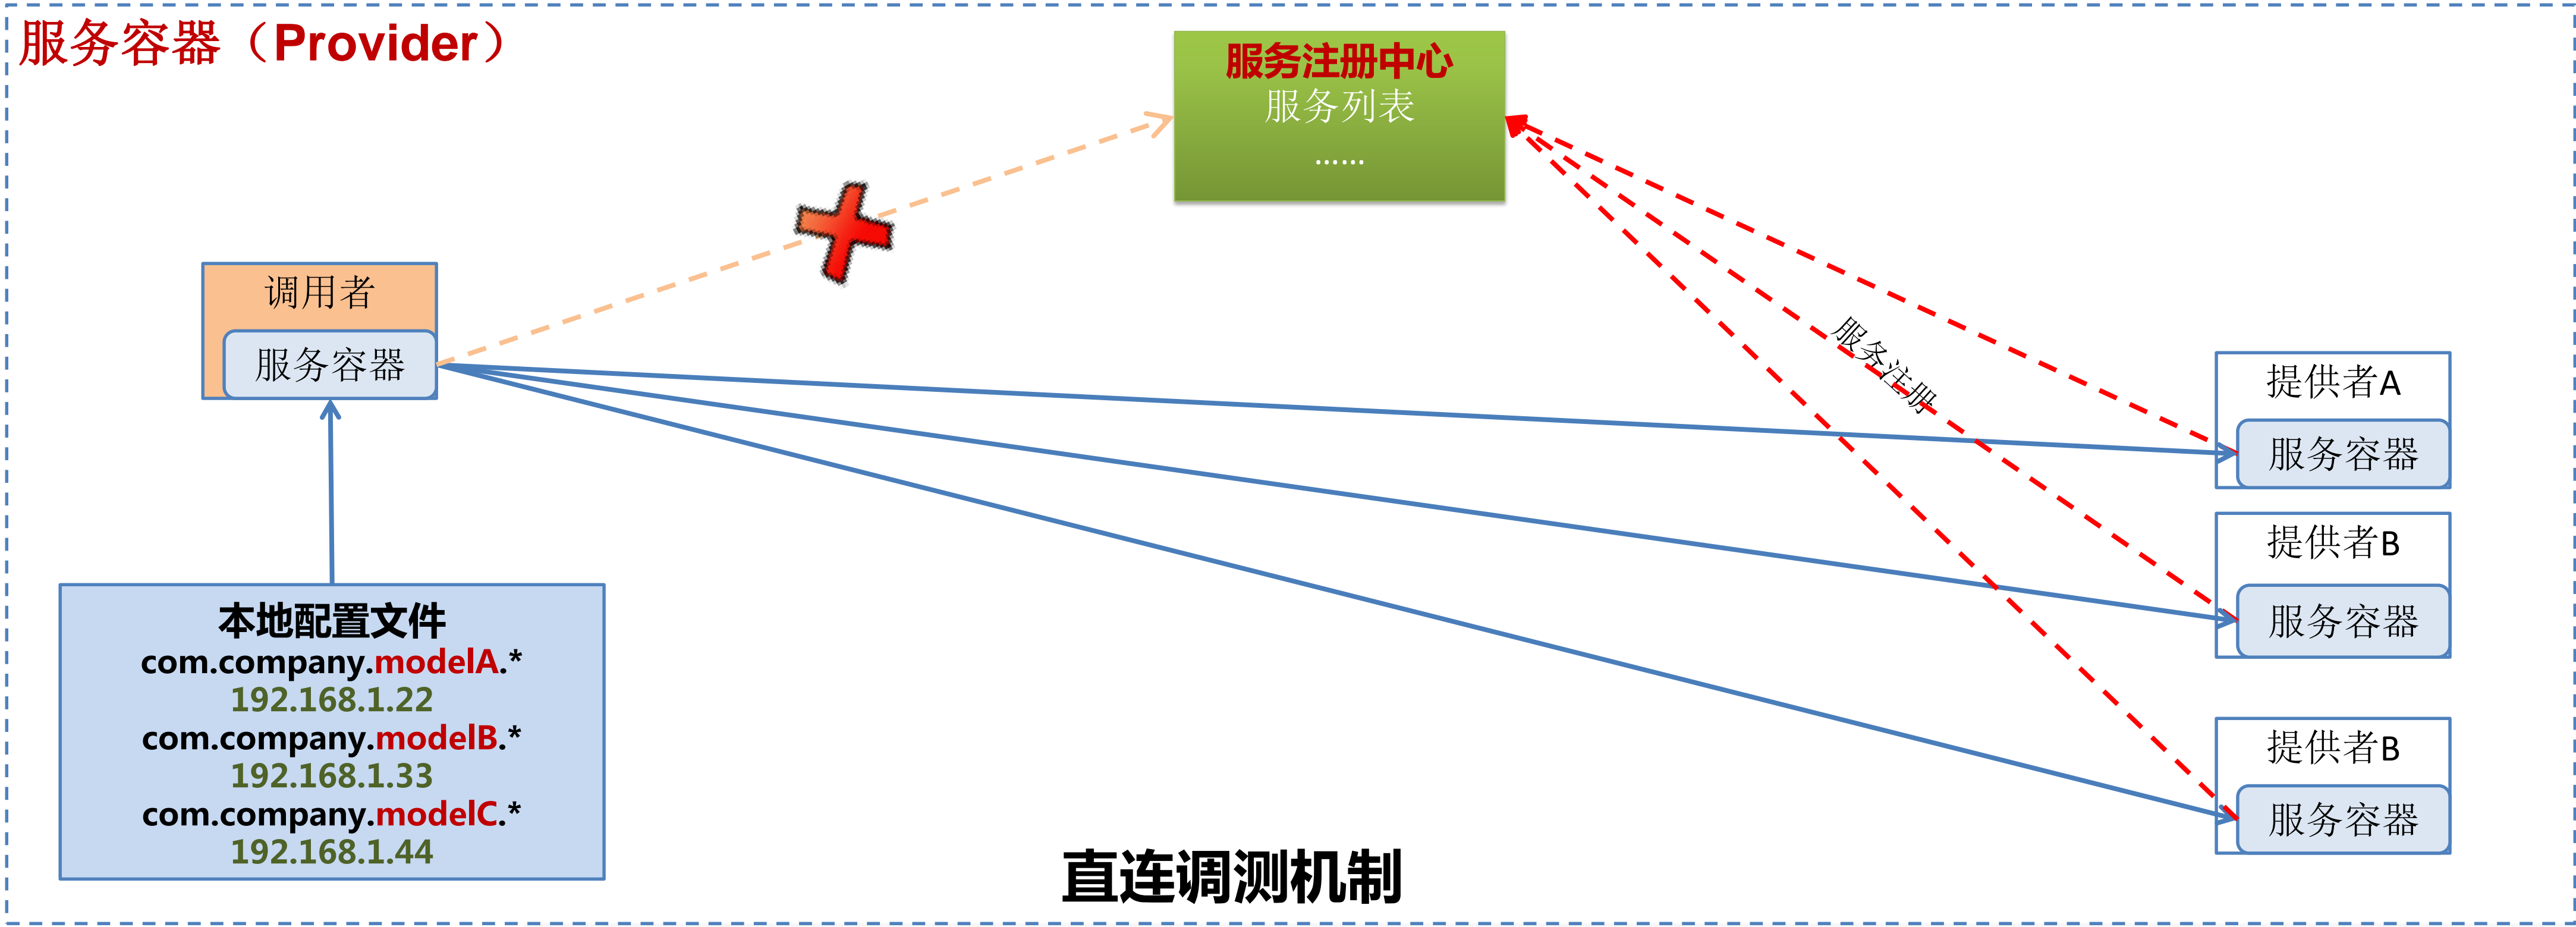 服务容器（Provider）
服务注册中心
服务列表
……
调用者
服务容器
服务注册
提供者A
服务容器
提供者B
服务容器
提供者B
服务容器
本地配置文件
com.company.modelA.*
192.168.1.22
com.company.modelB.*
192.168.1.33
com.company.modelC.*
192.168.1.44
直连调测机制